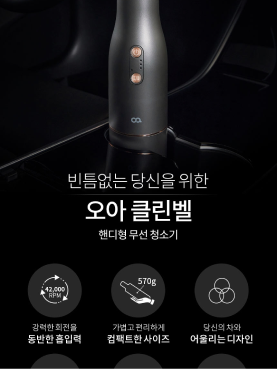 빈틈없는 당신을 위한
오아 클린벨
핸디형 무선 청소기
42,000
RPM
570g
강력한 회전을
동반한 흡입력
가볍고 편리하게
컴팩트한 사이즈
당신의 차와
어울리는 디자인